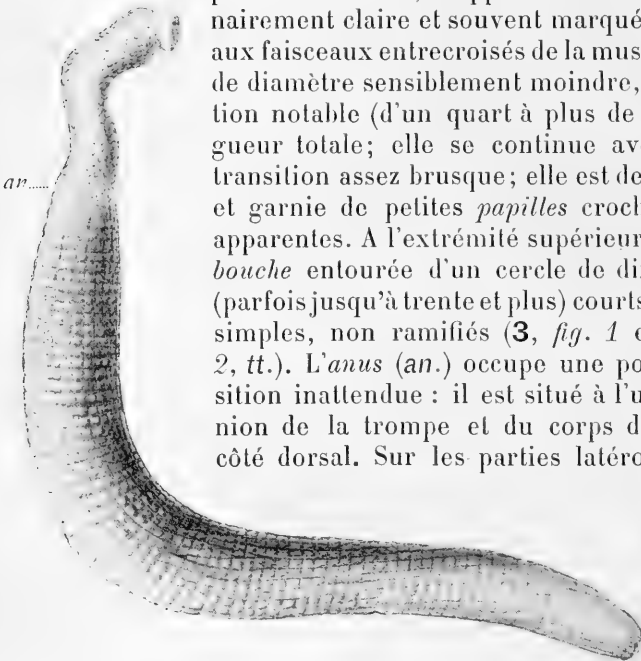 nairement claire et souvent marqué
aux faisceaux entrecroisés de la mus
de diamètre sensiblement moindre,
tion notable (d'un quart à plus de
gueur totale; elle se continue av
transition assez brusque; elle est de
an......
et garnie de petites papilles croch
apparentes. A l'extrémité supérieur
bouche entourée d'un cercle de di
(parfois jusqu'à trente et plus) courts
simples, non ramifiés (3, fig. 1 e
2, tt.). L'anus (an.) occupe une po
sition inattendue : il est situé à l'u
nion de la trompe et du corps d
côté dorsal. Sur les parties latéro